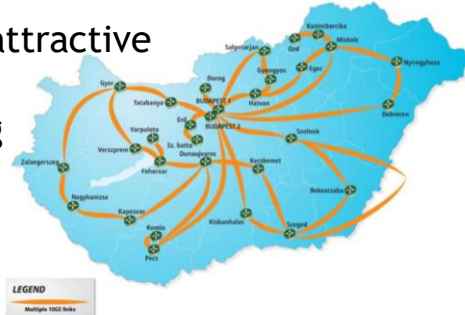 attractive
g
Kazincbarcika
Ozd
Miskolc
Salgotarjan
Gyongyos
Eger
Nyiregyhaza
Gyor
Dorog
Tatabanya
BUDAPEST 1
Hatvan
Debrecen
Erd
BUDAPEST 2
Varpalota
Sz. batta
Szolnok
Veszprem
Dunaujvaros
Zalaegerszeg
Fehervar
Kecskemet
Nagykanizsa
Kaposvar
Bekescsaba
Kiskunhalas
Komlo
Szeged
Pecs
LEGEND
Multiple 10GE links